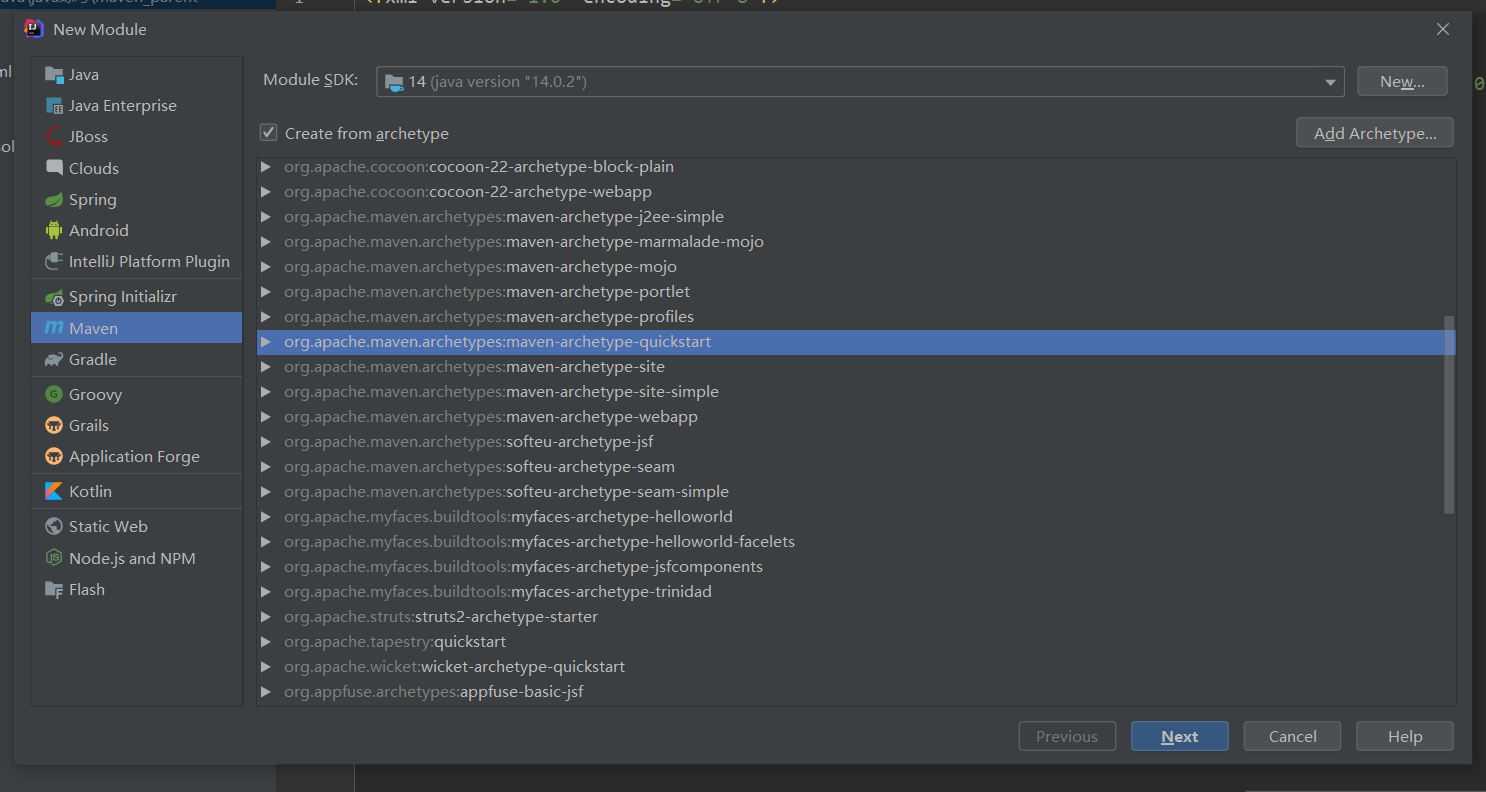 New Module
Java
Java Enterprise
JBoss
Clouds
Spring
Android
IntelliJ Platform Plugin
Spring Initializr
Maven
Gradle
Groovy
Grails
Application Forge
Kotlin
Static Web
Node.js and NPM
Flash
Module SDK: 14 (java version "14.0.2") New...
Create from archetype Add Archetype...
org.apache.cocoon:cocoon-22-archetype-block-plain
org.apache.cocoon:cocoon-22-archetype-webapp
org.apache.maven.archetypes:maven-archetype-j2ee-simple
org.apache.maven.archetypes:maven-archetype-marmalade-mojo
org.apache.maven.archetypes:maven-archetype-mojo
org.apache.maven.archetypes:maven-archetype-portlet
org.apache.maven.archetypes:maven-archetype-profiles
org.apache.maven.archetypes:maven-archetype-quickstart
org.apache.maven.archetypes:maven-archetype-site
org.apache.maven.archetypes:maven-archetype-site-simple
org.apache.maven.archetypes:maven-archetype-webapp
org.apache.maven.archetypes:softeu-archetype-jsf
org.apache.maven.archetypes:softeu-archetype-seam
org.apache.maven.archetypes:softeu-archetype-seam-simple
org.apache.myfaces.buildtools:myfaces-archetype-helloworld
org.apache.myfaces.buildtools:myfaces-archetype-helloworld-facelets
org.apache.myfaces.buildtools:myfaces-archetype-jsfcomponents
org.apache.myfaces.buildtools:myfaces-archetype-trinidad
org.apache.struts:struts2-archetype-starter
org.apache.tapestry:quickstart
org.apache.wicket:wicket-archetype-quickstart
org.appfuse.archetypes:appfuse-basic-jsf
Previous Next Cancel Help